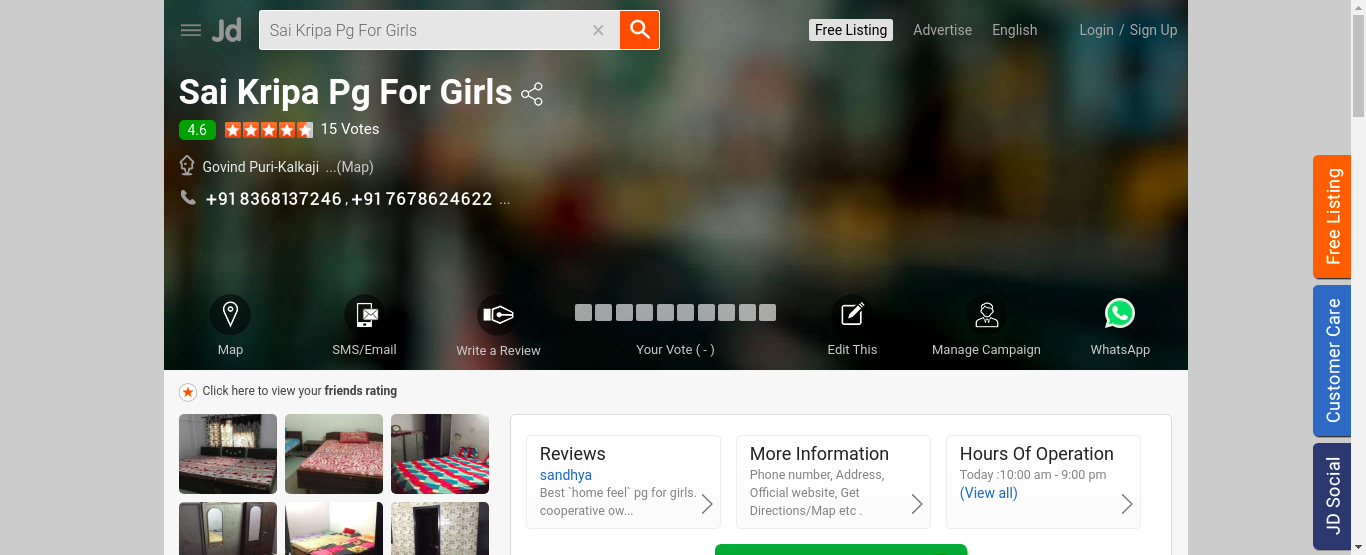 Jd
Sai Kripa Pg For Girls ×
Free Listing Advertise English Login / Sign Up
Sai Kripa Pg For Girls
4.6 15 Votes
Govind Puri-Kalkaji ...(Map)
+91 8368137246 , +91 7678624622 ...
Map SMS/Email Write a Review Your Vote ( - ) Edit This Manage Campaign WhatsApp
Click here to view your friends rating
Reviews
sandhya
Best `home feel` pg for girls.
cooperative ow...
More Information
Phone number, Address,
Official website, Get
Directions/Map etc .
Hours Of Operation
Today :10:00 am - 9:00 pm
(View all)
Free Listing
Customer Care
JD Social